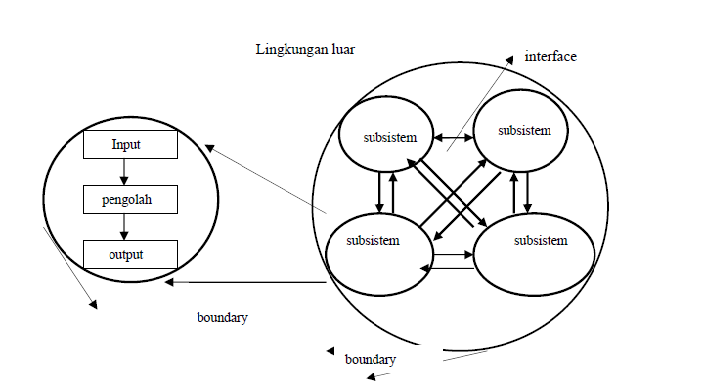 Lingkungan luar
interface
subsistem
subsistem
Input
pengolah
output
subsistem
subsistem
boundary
boundary